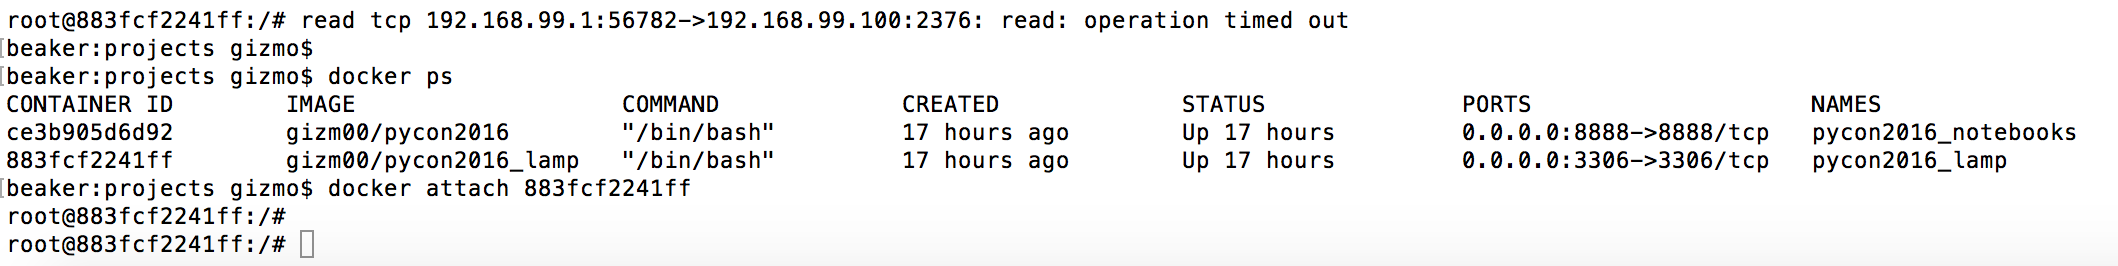 root@883fcf2241ff:/# read tcp 192.168.99.1:56782->192.168.99.100:2376: read: operation timed out
[beaker:projects gizmo$
[beaker:projects gizmo$ docker ps
CONTAINER ID        IMAGE                   COMMAND             CREATED             STATUS              PORTS                    NAMES
ce3b905d6d92        gizm00/pycon2016        "/bin/bash"         17 hours ago        Up 17 hours         0.0.0.0:8888->8888/tcp   pycon2016_notebooks
883fcf2241ff        gizm00/pycon2016_lamp   "/bin/bash"         17 hours ago        Up 17 hours         0.0.0.0:3306->3306/tcp   pycon2016_lamp
[beaker:projects gizmo$ docker attach 883fcf2241ff
root@883fcf2241ff:/#
root@883fcf2241ff:/#